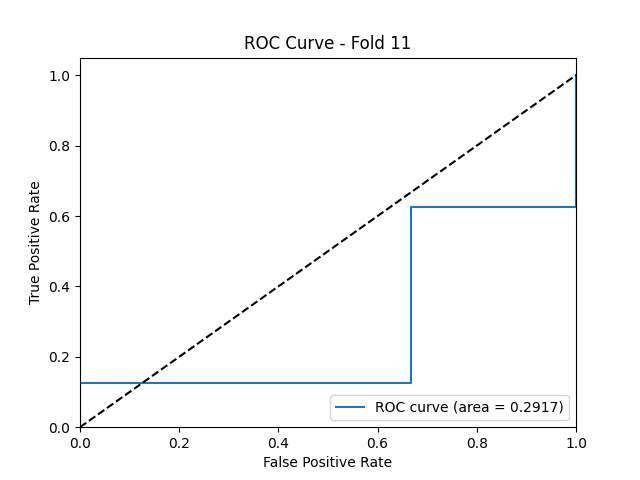 ROC Curve - Fold 11
True Positive Rate
1.0
0.8
0.6
0.4
0.2
0.0
ROC curve (area = 0.2917)
0.0 0.2 0.4 0.6 0.8 1.0
False Positive Rate